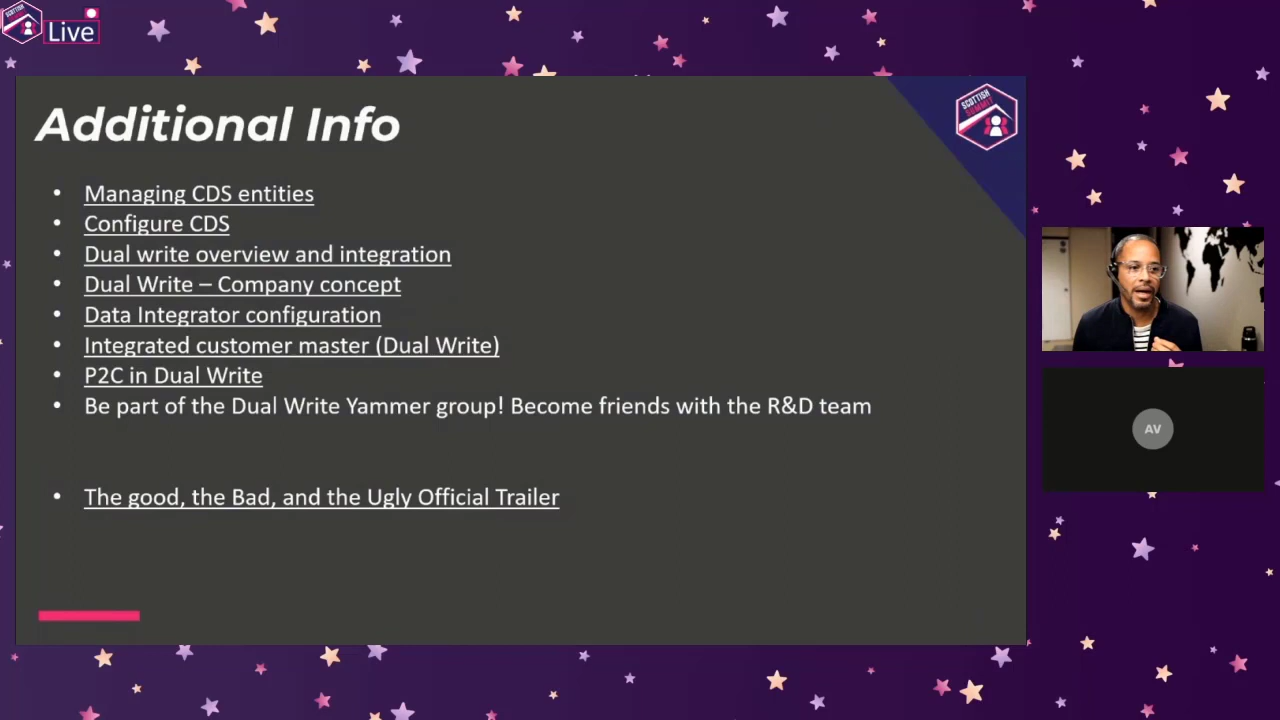 Live
Additional Info
SCOTTISH
SUMMIT
• Managing CDS entities
• Configure CDS
• Dual write overview and integration
• Dual Write – Company concept
• Data Integrator configuration
• Integrated customer master (Dual Write)
• P2C in Dual Write
• Be part of the Dual Write Yammer group! Become friends with the R&D team
• The good, the Bad, and the Ugly Official Trailer
AV